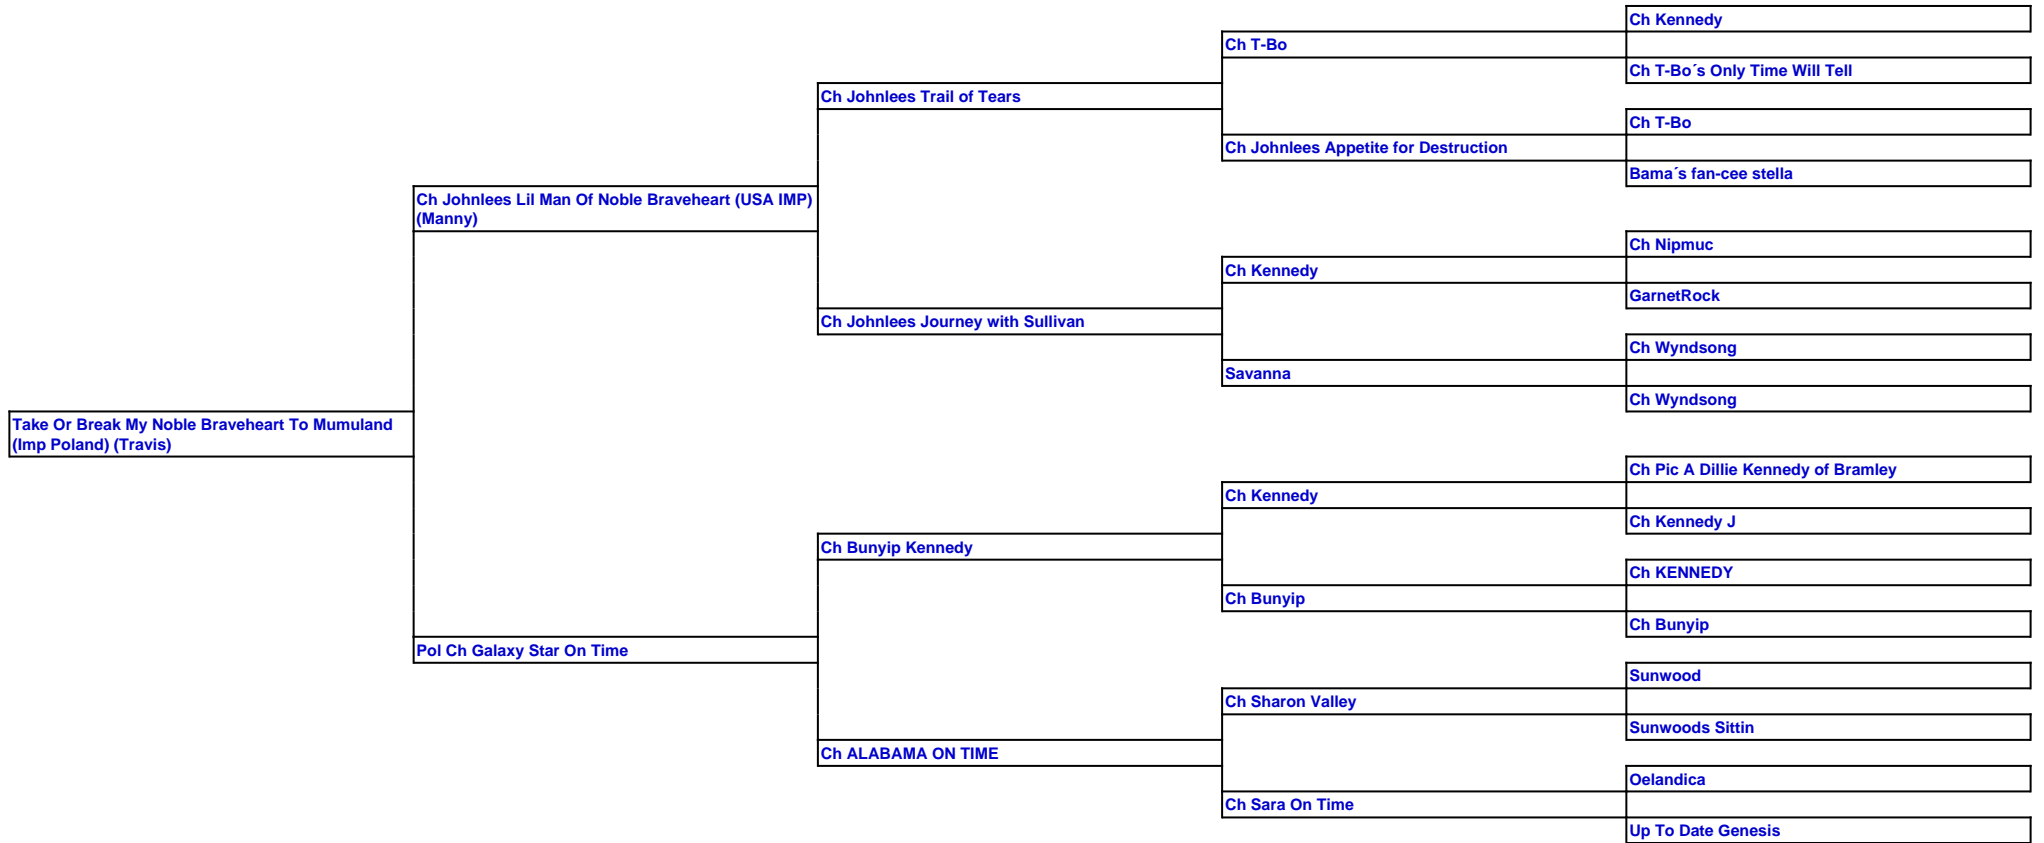 Ch Kennedy
Ch T-Bo
Ch T-Bo´s Only Time Will Tell
Ch Johnlees Trail of Tears
Ch T-Bo
Ch Johnlees Appetite for Destruction
Bama´s fan-cee stella
Ch Johnlees Lil Man Of Noble Braveheart (USA IMP)
(Manny)
Ch Nipmuc
Ch Kennedy
GarnetRock
Ch Johnlees Journey with Sullivan
Ch Wyndsong
Savanna
Ch Wyndsong
Take Or Break My Noble Braveheart To Mumuland
(Imp Poland) (Travis)
Ch Pic A Dillie Kennedy of Bramley
Ch Kennedy
Ch Kennedy J
Ch Bunyip Kennedy
Ch KENNEDY
Ch Bunyip
Ch Bunyip
Pol Ch Galaxy Star On Time
Sunwood
Ch Sharon Valley
Sunwoods Sittin
Ch ALABAMA ON TIME
Oelandica
Ch Sara On Time
Up To Date Genesis